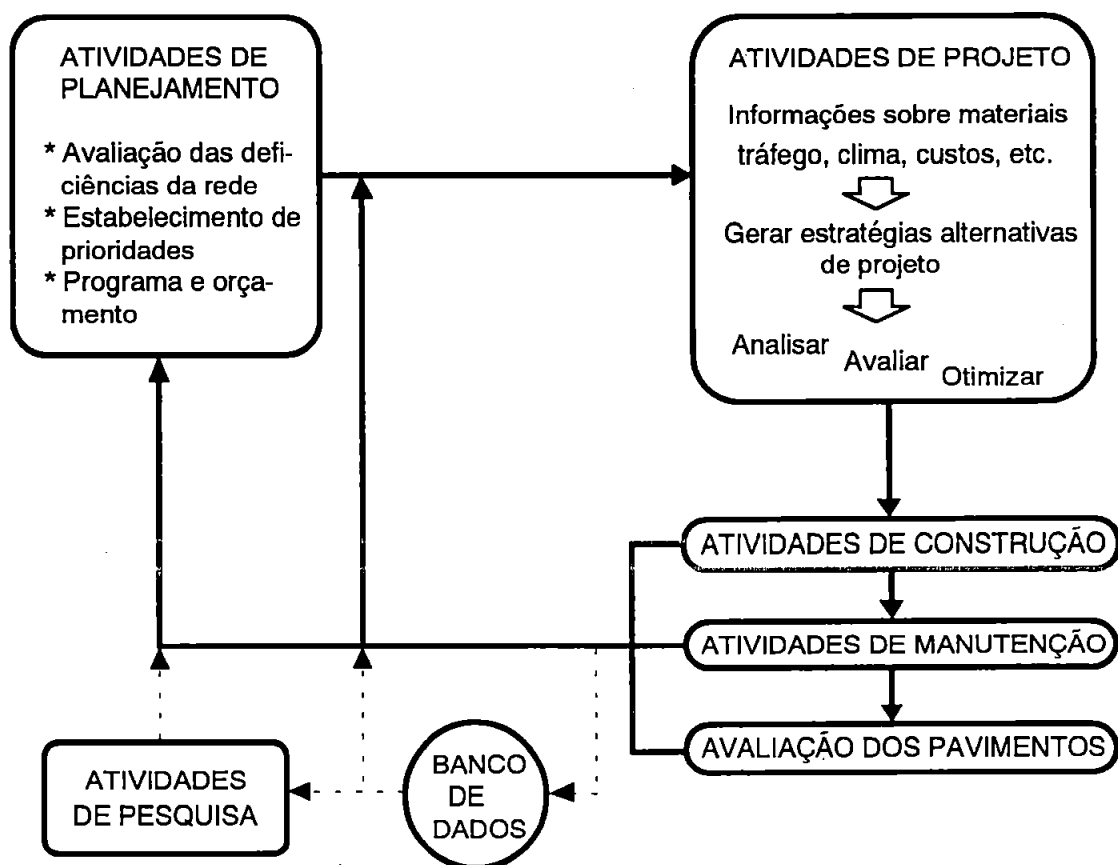 ATIVIDADES DE
PLANEJAMENTO
* Avaliação das defi-
ciências da rede
* Estabelecimento de
prioridades
* Programa e orça-
mento
ATIVIDADES DE PROJETO
Informações sobre materiais
tráfego, clima, custos, etc.
Gerar estratégias alternativas
de projeto
Analisar
Avaliar
Otimizar
ATIVIDADES DE CONSTRUÇÃO
ATIVIDADES DE MANUTENÇÃO
AVALIAÇÃO DOS PAVIMENTOS
BANCO
DE
DADOS
ATIVIDADES
DE PESQUISA